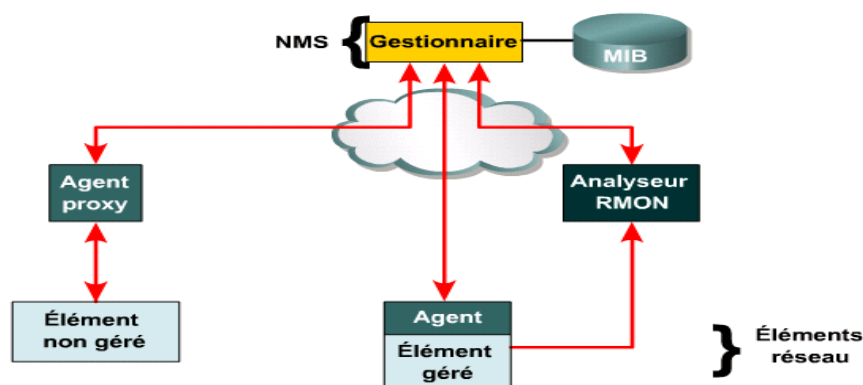 NMS
Gestionnaire
MIB
Agent
proxy
Analyseur
RMON
Élément
non géré
Agent
Élément
géré
Éléments
réseau